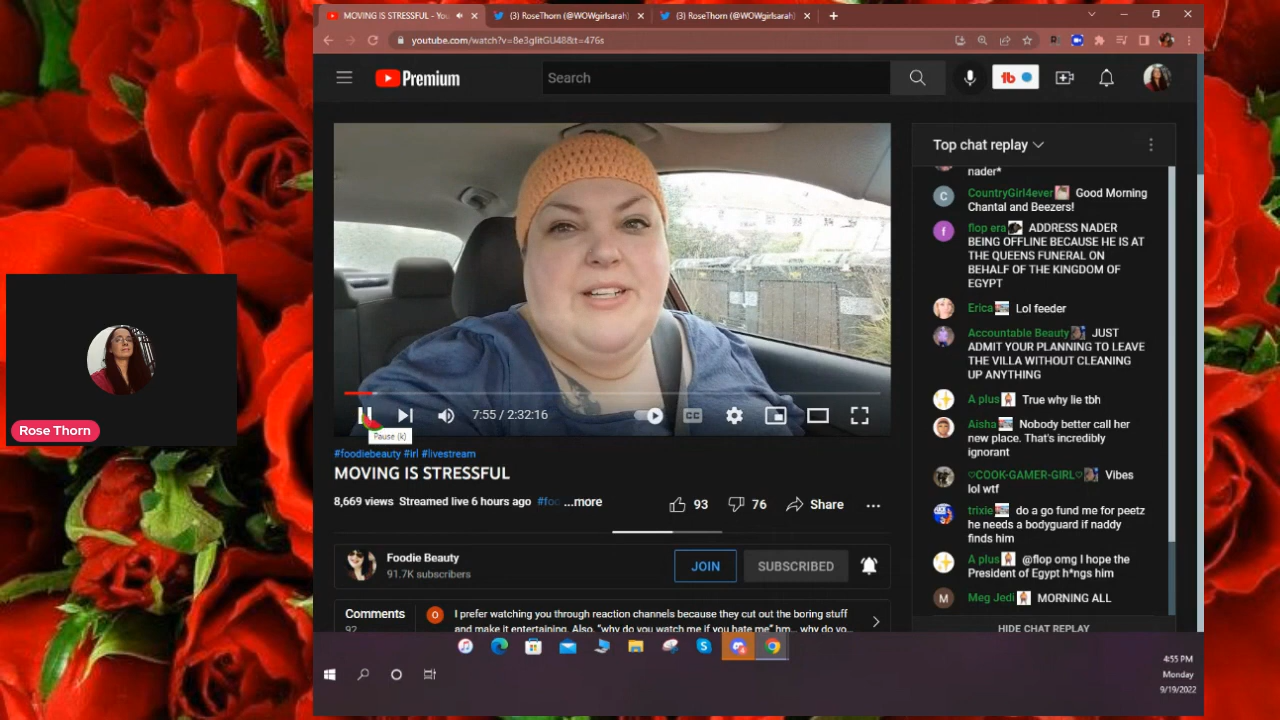 MOVING IS STRESSFUL - You
(3) RoseThorn (@WOWgirlsarah)
(3) RoseThorn (@WOWgirlsarah)
youtube.com/watch?v=8e3glitGU48&t=476s
Premium
Search
Top chat replay
nader*
CountryGirl4ever Good Morning
Chantal and Beezers!
flop era ADDRESS NADER
BEING OFFLINE BECAUSE HE IS AT
THE QUEENS FUNERAL ON
BEHALF OF THE KINGDOM OF
EGYPT
Erica Lol feeder
Accountable Beauty JUST
ADMIT YOUR PLANNING TO LEAVE
THE VILLA WITHOUT CLEANING
UP ANYTHING
A plus True why lie tbh
Aisha Nobody better call her
new place. That's incredibly
ignorant
♡COOK-GAMER-GIRL♡ Vibes
lol wtf
trixie do a go fund me for peetz
he needs a bodyguard if naddy
finds him
A plus @flop omg I hope the
President of Egypt h*ngs him
Meg Jedi MORNING ALL
HIDE CHAT REPLAY
7:55 / 2:32:16
CC
Pause (k)
#foodiebeauty #irl #livestream
MOVING IS STRESSFUL
8,669 views Streamed live 6 hours ago #foo ...more
93
76
Share
Foodie Beauty
91.7K subscribers
JOIN
SUBSCRIBED
Comments
92
I prefer watching you through reaction channels because they cut out the boring stuff
and make it entertaining. Also, "why do you watch me if you hate me" hm... why do yo...
Rose Thorn
4:55 PM
Monday
9/19/2022